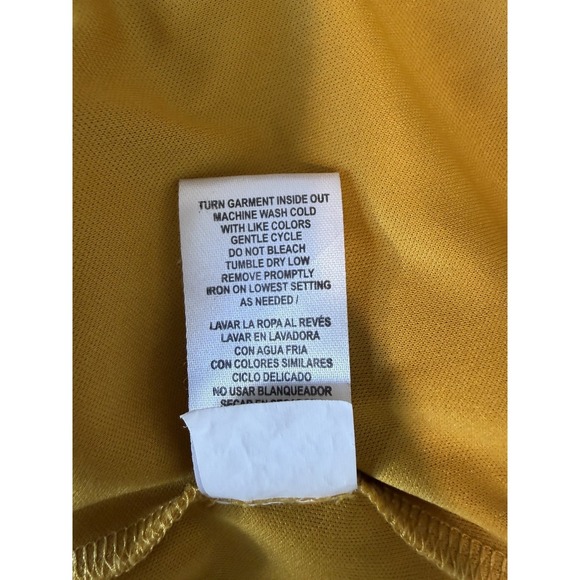 TURN GARMENT INSIDE OUT
MACHINE WASH COLD
WITH LIKE COLORS
GENTLE CYCLE
DO NOT BLEACH
TUMBLE DRY LOW
REMOVE PROMPTLY
IRON ON LOWEST SETTING
AS NEEDED /
LAVAR LA ROPA AL REVÉS
LAVAR EN LAVADORA
CON AGUA FRIA
CON COLORES SIMILARES
CICLO DELICADO
NO USAR BLANQUEADOR
SECAR EN